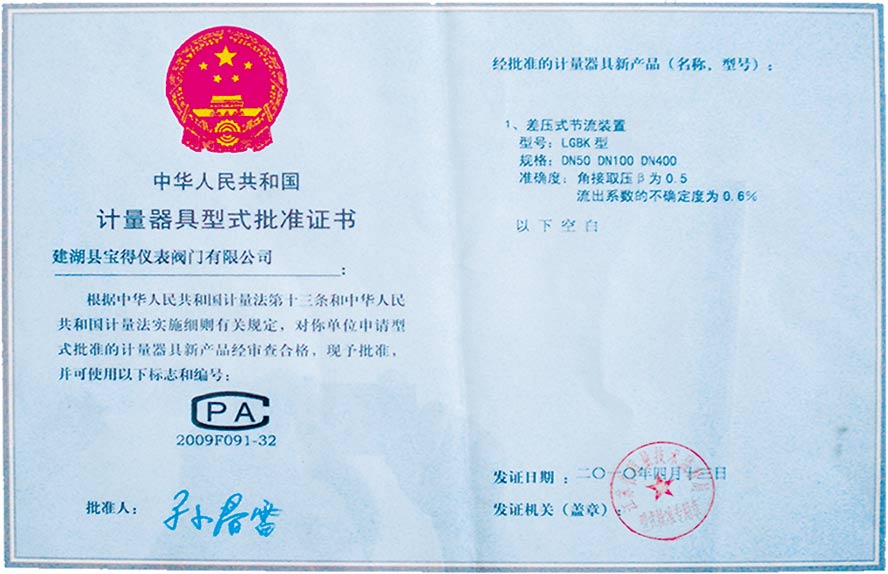 中华人民共和国
计量器具型式批准证书
建湖县宝得仪表阀门有限公司
:
根据中华人民共和国计量法第十三条和中华人民
共和国计量法实施细则有关规定，对你单位申请型
式批准的计量器具新产品经审查合格，现予批准，
并可使用以下标志和编号：
CPA
2009F091-32
批准人：
经批准的计量器具新产品（名称、型号）：
1、差压式节流装置
型号：LGBK 型
规格：DN50 DN100 DN400
准确度：角接取压β为0.5
流出系数的不确定度为0.6%
以下空白
发证日期：二〇一〇年四月十三日
发证机关（盖章）：